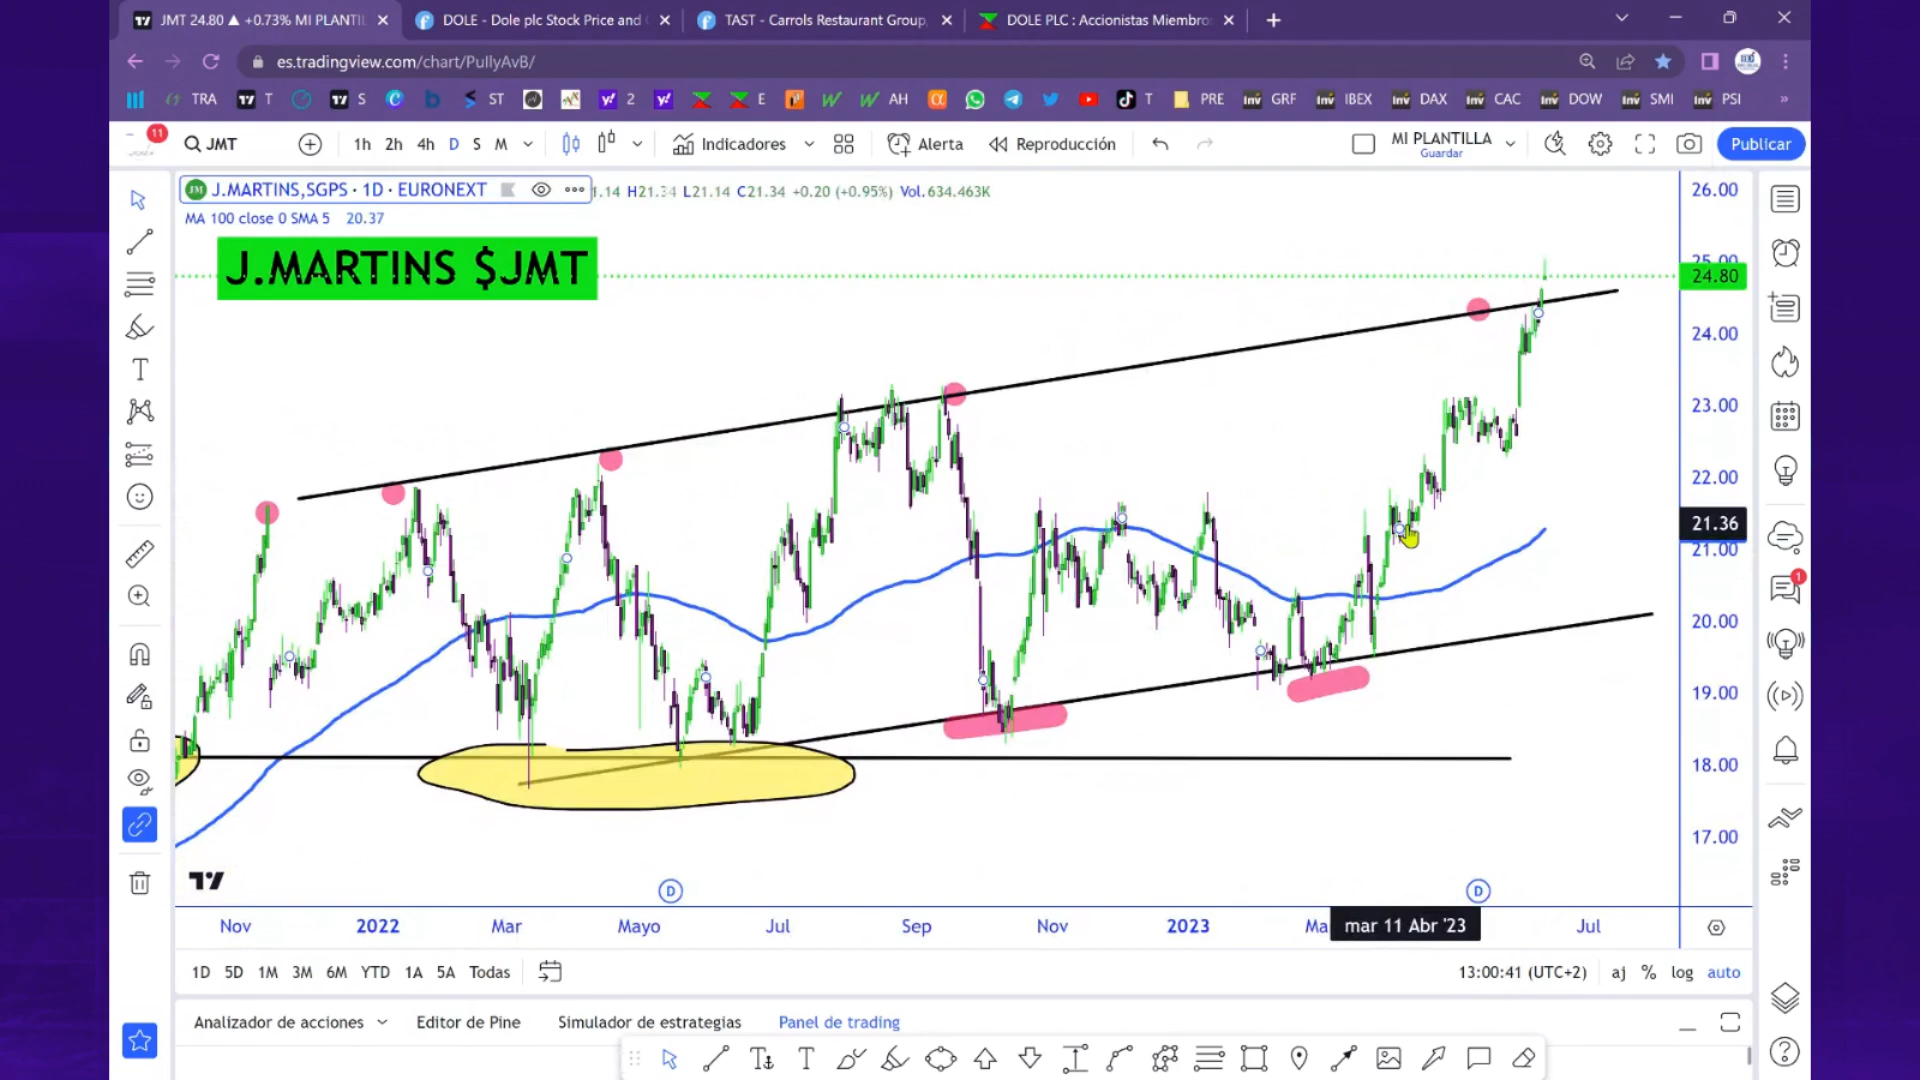 JMT 24.80 ▲ +0.73% MI PLANTIL
DOLE - Dole plc Stock Price and
TAST - Carrols Restaurant Group,
DOLE PLC : Accionistas Miembro
es.tradingview.com/chart/PullyAvB/
TRA T S ST 2 E AH T PRE GRF IBEX DAX CAC DOW SMI PSI »
11
JMT 1h 2h 4h D S M Indicadores Alerta Reproducción MI PLANTILLA Publicar
Guardar
J.MARTINS,SGPS · 1D · EURONEXT 1.14 H21.34 L21.14 C21.34 +0.20 (+0.95%) Vol.634.463K
MA 100 close 0 SMA 5 20.37
J.MARTINS $JMT
26.00
24.80
24.00
23.00
22.00
21.36
21.00
20.00
19.00
18.00
17.00
1
D D
Nov 2022 Mar Mayo Jul Sep Nov 2023 Ma mar 11 Abr '23 Jul
1D 5D 1M 3M 6M YTD 1A 5A Todas 13:00:41 (UTC+2) aj % log auto
Analizador de acciones Editor de Pine Simulador de estrategias Panel de trading